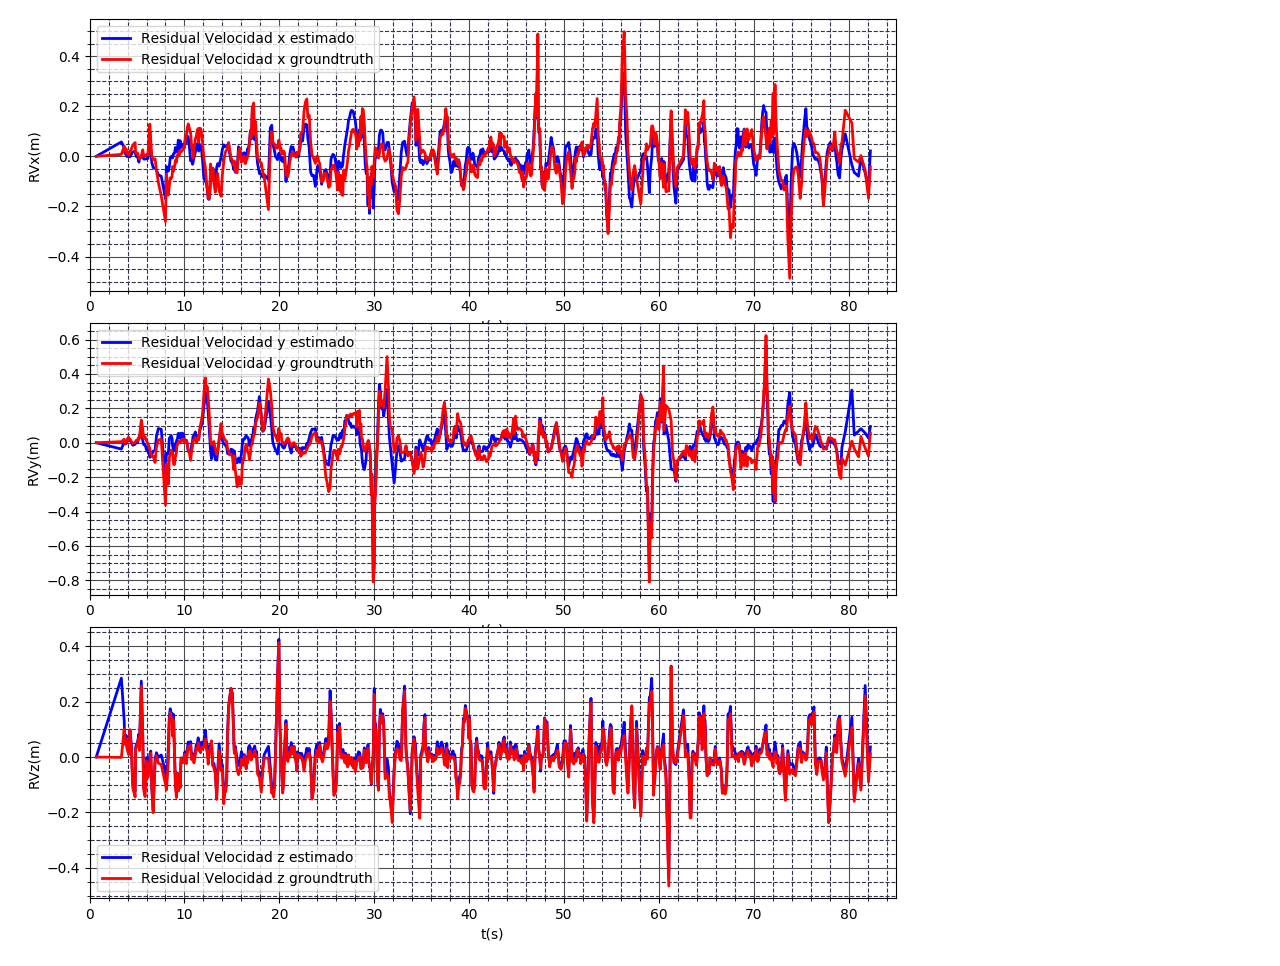 Residual Velocidad x estimado
Residual Velocidad x groundtruth
RVx(m)
0.4
0.2
0.0
−0.2
−0.4
0 10 20 30 40 50 60 70 80
Residual Velocidad y estimado
Residual Velocidad y groundtruth
RVy(m)
0.6
0.4
0.2
0.0
−0.2
−0.4
−0.6
−0.8
0 10 20 30 40 50 60 70 80
RVz(m)
0.4
0.2
0.0
−0.2
−0.4
Residual Velocidad z estimado
Residual Velocidad z groundtruth
0 10 20 30 40 50 60 70 80
t(s)